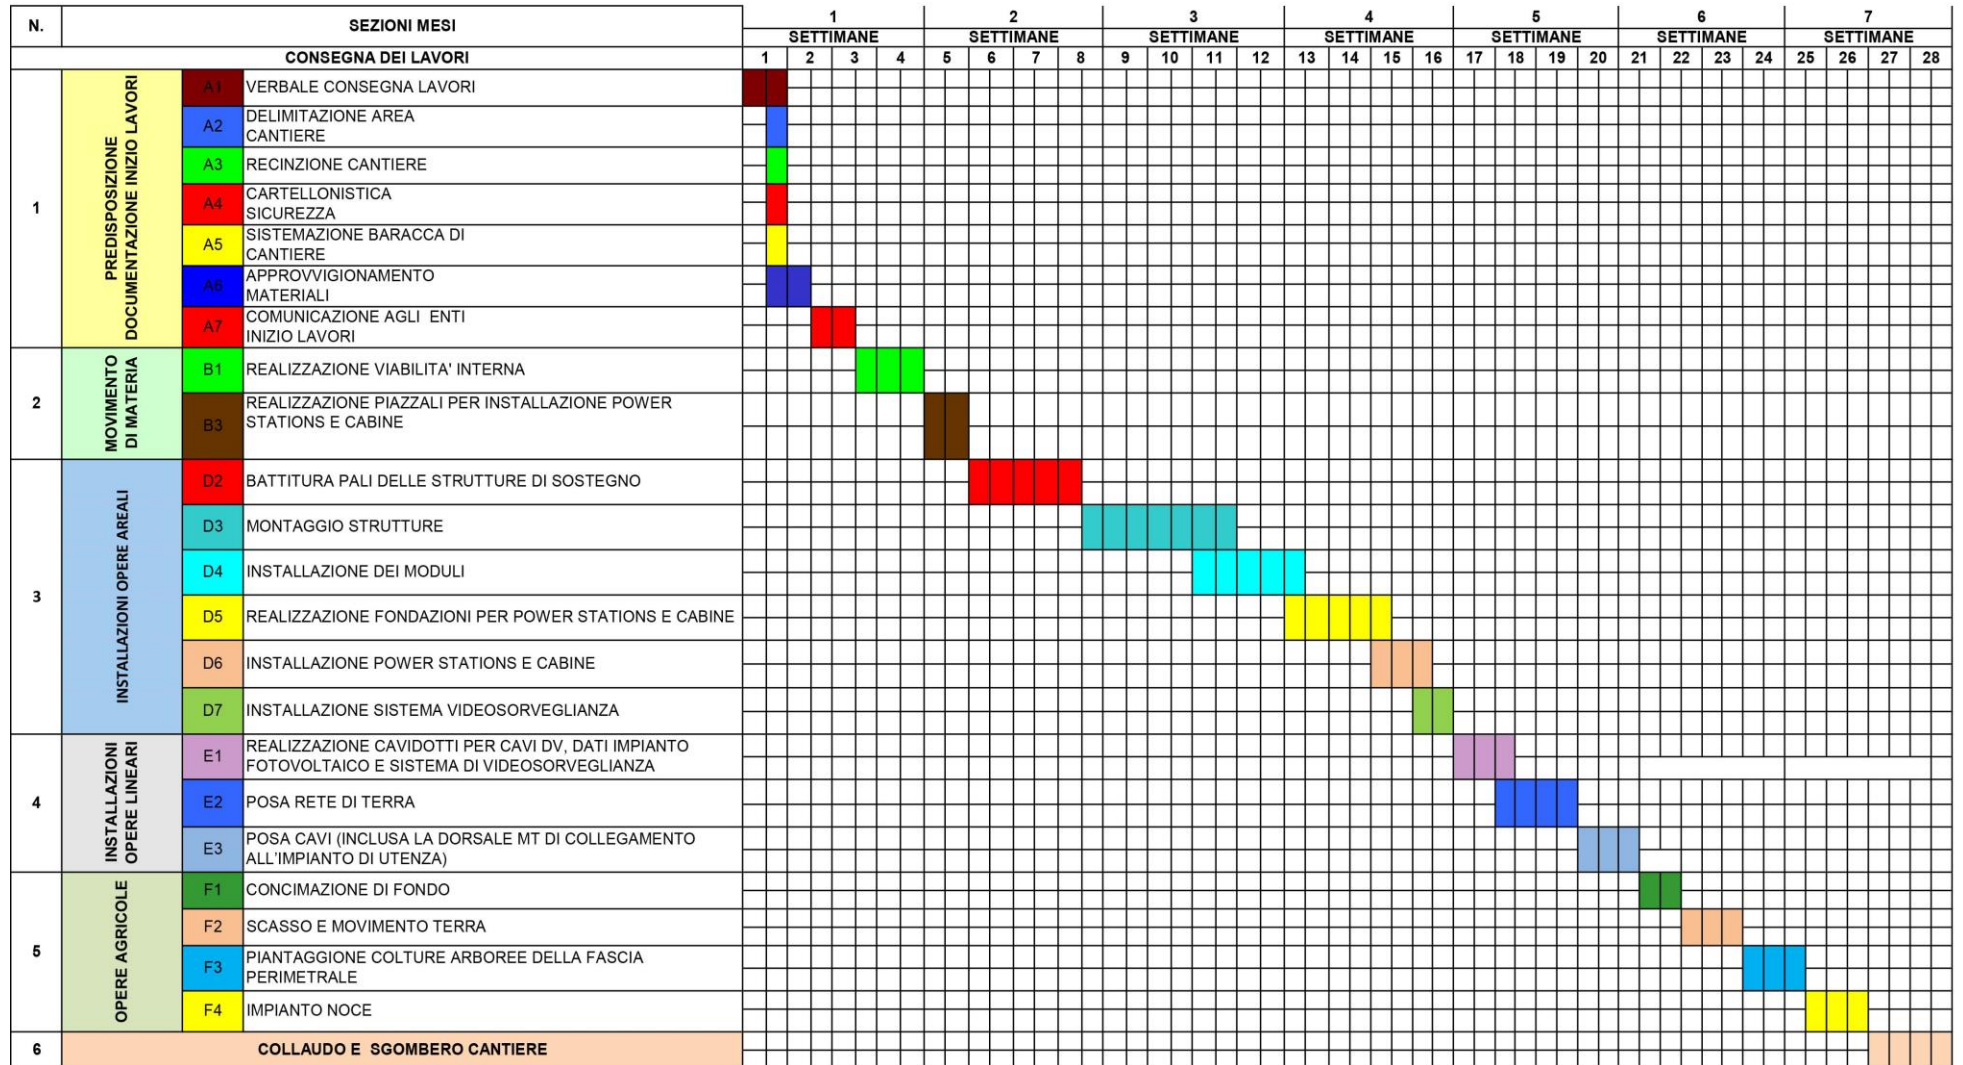 N. SEZIONI MESI 1 2 3 4 5 6 7
SETTIMANE SETTIMANE SETTIMANE SETTIMANE SETTIMANE SETTIMANE SETTIMANE
CONSEGNA DEI LAVORI 1 2 3 4 5 6 7 8 9 10 11 12 13 14 15 16 17 18 19 20 21 22 23 24 25 26 27 28
1
PREDISPOSIZIONE
DOCUMENTAZIONE INIZIO LAVORI
A1 VERBALE CONSEGNA LAVORI
A2 DELIMITAZIONE AREA
CANTIERE
A3 RECINZIONE CANTIERE
A4 CARTELLONISTICA
SICUREZZA
A5 SISTEMAZIONE BARACCA DI
CANTIERE
A6 APPROVVIGIONAMENTO
MATERIALI
A7 COMUNICAZIONE AGLI ENTI
INIZIO LAVORI
2
MOVIMENTO
DI MATERIA
B1 REALIZZAZIONE VIABILITA' INTERNA
B3 REALIZZAZIONE PIAZZALI PER INSTALLAZIONE POWER
STATIONS E CABINE
3
INSTALLAZIONI OPERE AREALI
D2 BATTITURA PALI DELLE STRUTTURE DI SOSTEGNO
D3 MONTAGGIO STRUTTURE
D4 INSTALLAZIONE DEI MODULI
D5 REALIZZAZIONE FONDAZIONI PER POWER STATIONS E CABINE
D6 INSTALLAZIONE POWER STATIONS E CABINE
D7 INSTALLAZIONE SISTEMA VIDEOSORVEGLIANZA
4
INSTALLAZIONI
OPERE LINEARI
E1 REALIZZAZIONE CAVIDOTTI PER CAVI DV, DATI IMPIANTO
FOTOVOLTAICO E SISTEMA DI VIDEOSORVEGLIANZA
E2 POSA RETE DI TERRA
E3 POSA CAVI (INCLUSA LA DORSALE MT DI COLLEGAMENTO
ALL'IMPIANTO DI UTENZA)
5
OPERE AGRICOLE
F1 CONCIMAZIONE DI FONDO
F2 SCASSO E MOVIMENTO TERRA
F3 PIANTAGGIONE COLTURE ARBOREE DELLA FASCIA
PERIMETRALE
F4 IMPIANTO NOCE
6 COLLAUDO E SGOMBERO CANTIERE